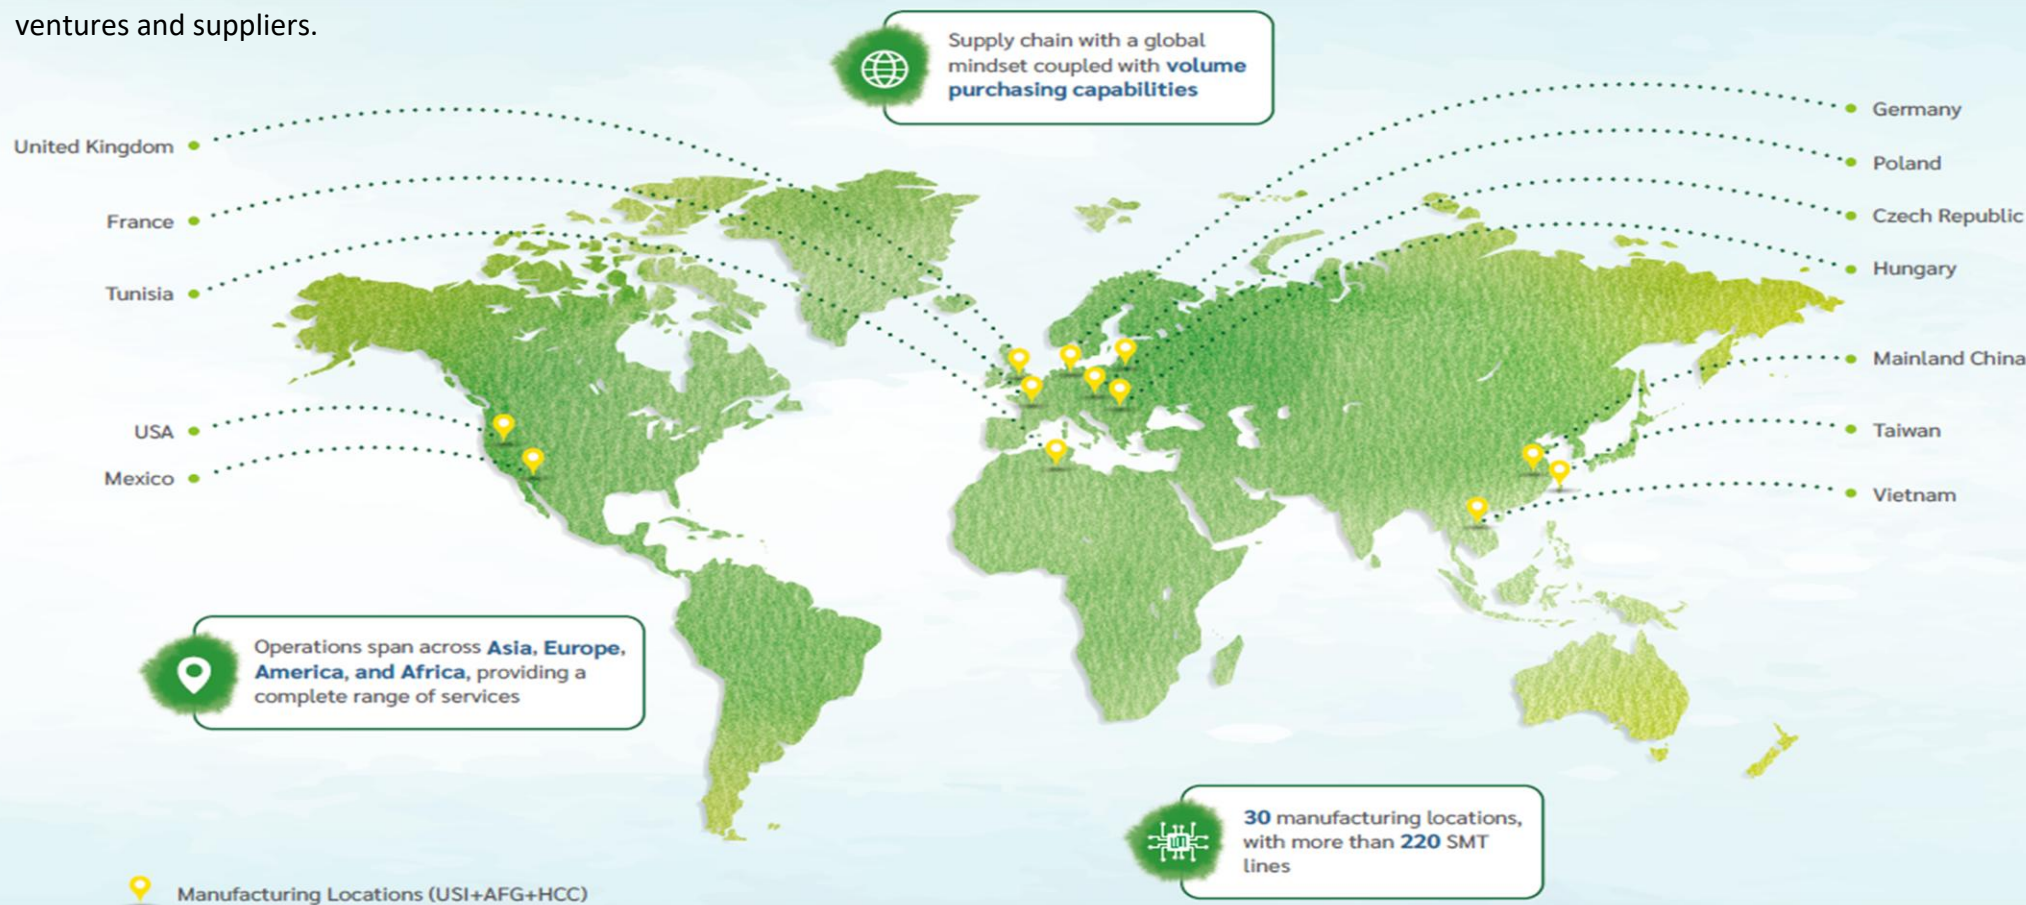 ventures and suppliers.
Supply chain with a global
mindset coupled with volume
purchasing capabilities
United Kingdom
France
Tunisia
USA
Mexico
Germany
Poland
Czech Republic
Hungary
Mainland China
Taiwan
Vietnam
Operations span across Asia, Europe,
America, and Africa, providing a
complete range of services
30 manufacturing locations,
with more than 220 SMT
lines
Manufacturing Locations (USI+AFG+HCC)